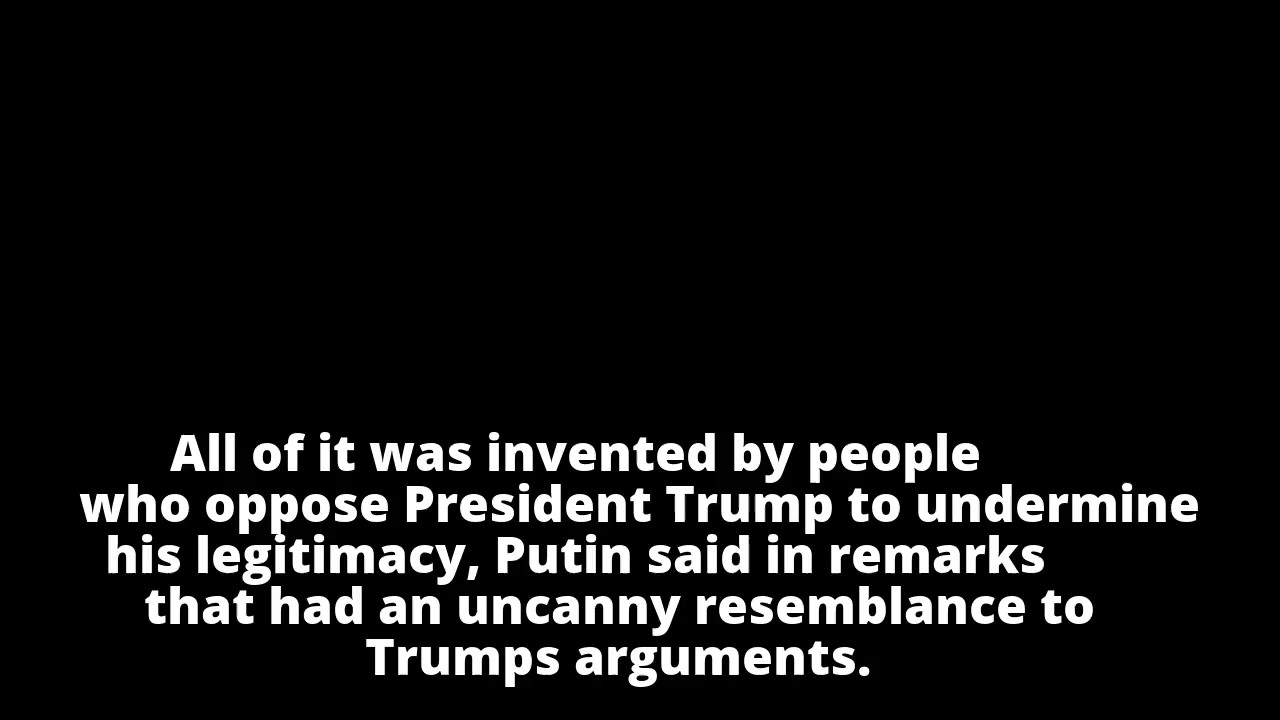 All of it was invented by people
who oppose President Trump to undermine
his legitimacy, Putin said in remarks
that had an uncanny resemblance to
Trumps arguments.